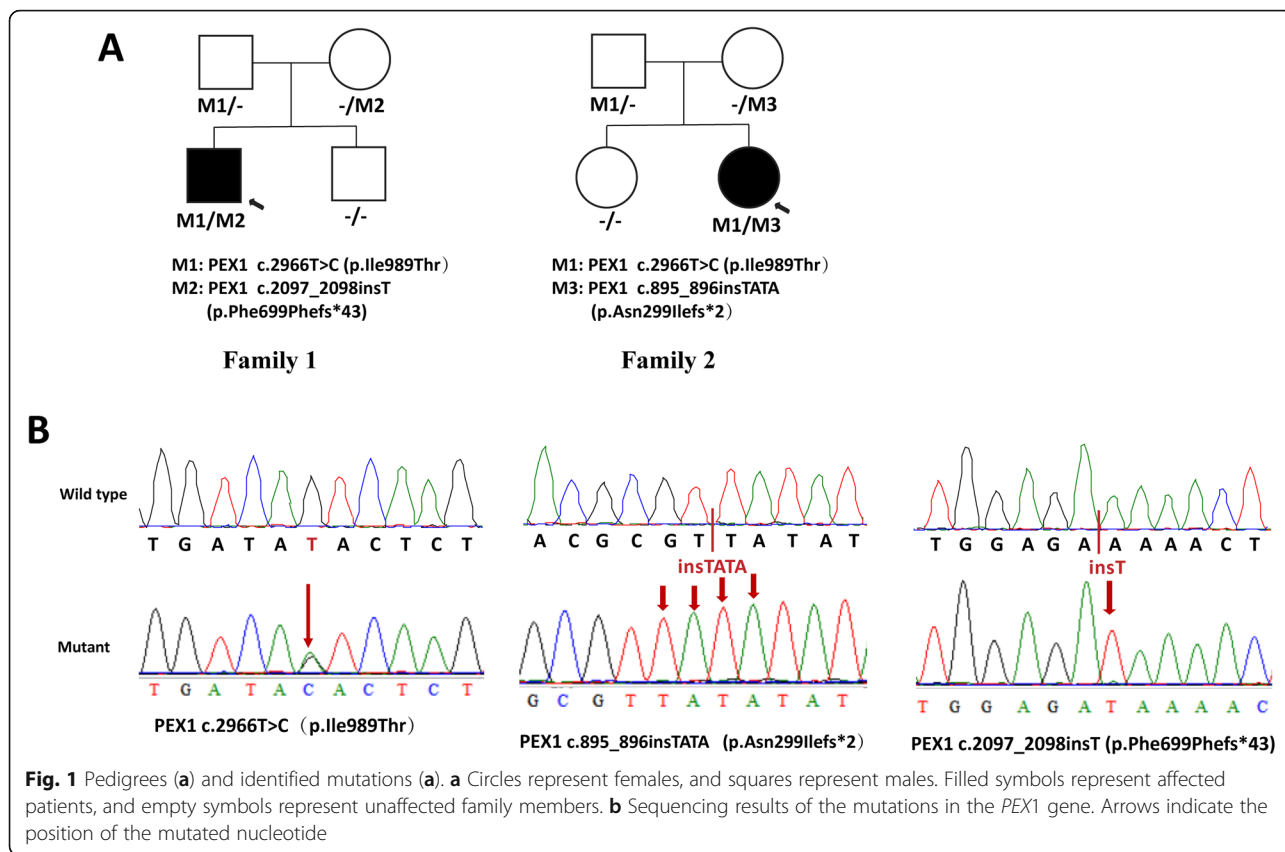 A
M1/-
-/M2
M1/-
-/M3
M1/M2
-/-
-/-
M1/M3
M1: PEX1 c.2966T>C (p.Ile989Thr)
M2: PEX1 c.2097_2098insT
(p.Phe699Phefs*43)
M1: PEX1 c.2966T>C (p.Ile989Thr)
M3: PEX1 c.895_896insTATA
(p.Asn299Ilefs*2)
Family 1
Family 2
B
Wild type
T G A T A T A C T C T
A C G C G T T A T A T
T G G A G A A A A C T
insTATA
insT
Mutant
T G A T A C A C T C T
G C G T T A T A T A T
T G G A G A T A A A A C
PEX1 c.2966T>C (p.Ile989Thr)
PEX1 c.895_896insTATA (p.Asn299Ilefs*2)
PEX1 c.2097_2098insT (p.Phe699Phefs*43)
Fig. 1 Pedigrees (a) and identified mutations (a). a Circles represent females, and squares represent males. Filled symbols represent affected
patients, and empty symbols represent unaffected family members. b Sequencing results of the mutations in the PEX1 gene. Arrows indicate the
position of the mutated nucleotide